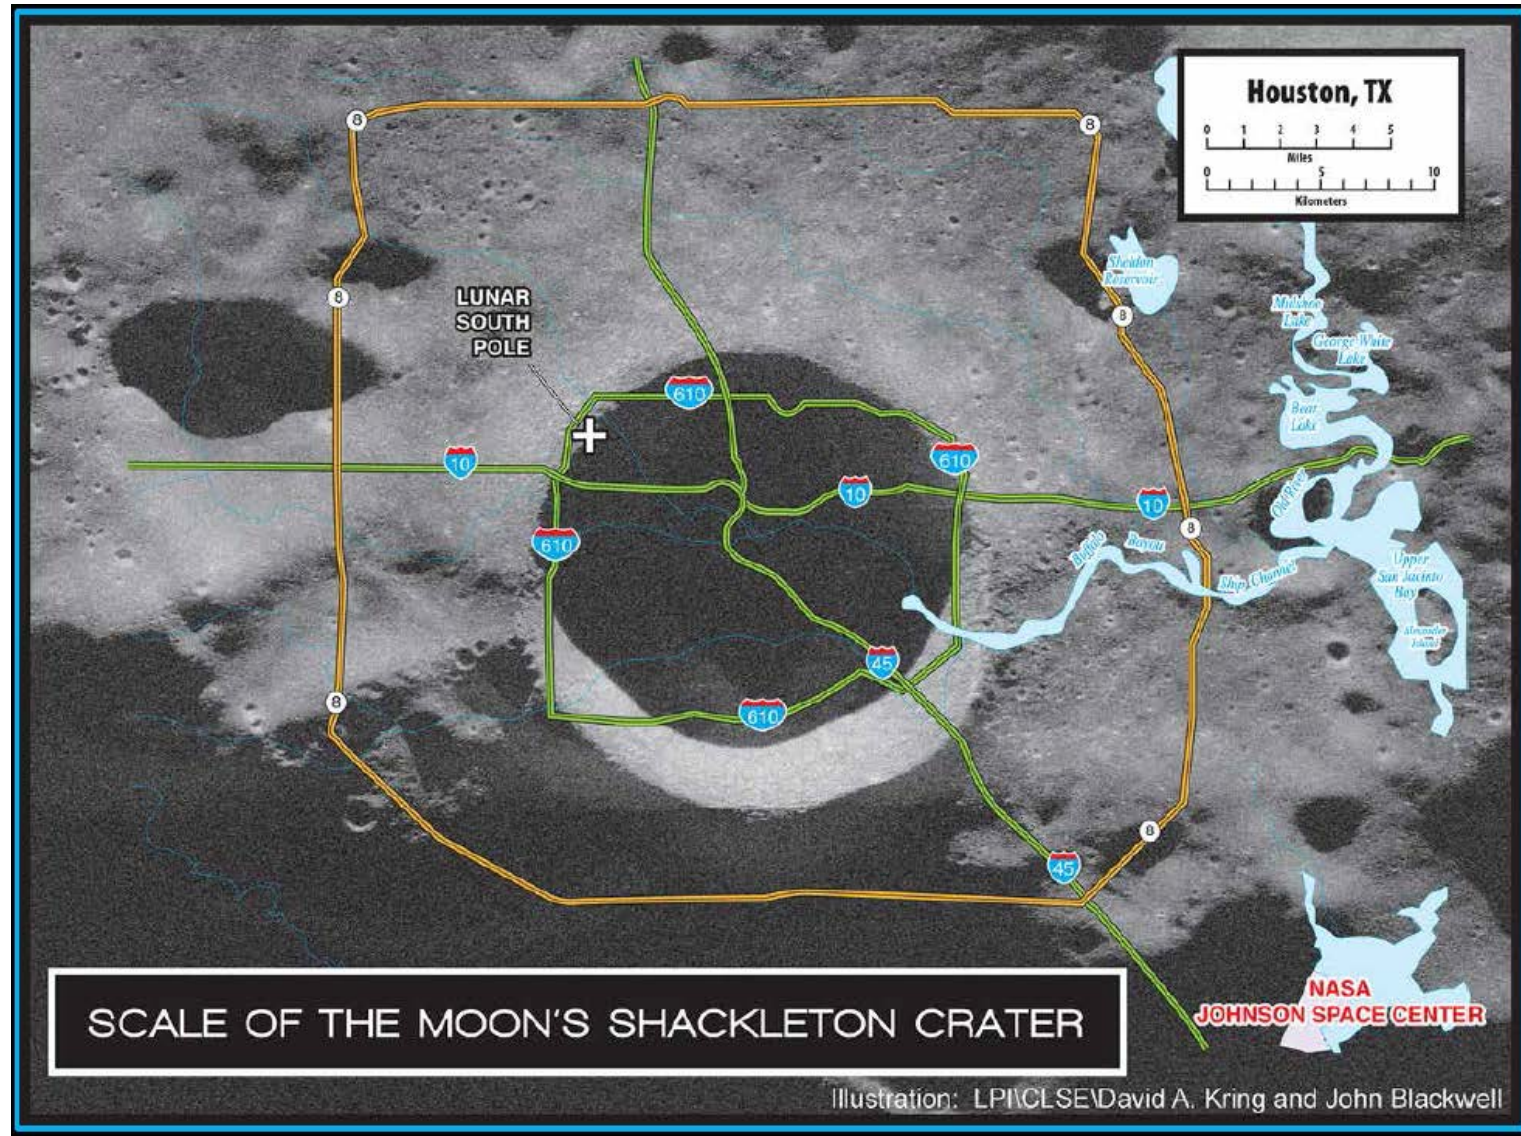 Houston, TX
0 1 2 3 4 5
Miles
0 5 10
Kilometers
8
8
8
8
8
8
8
LUNAR
SOUTH
POLE
610
610
610
610
10
10
10
45
45
Sheldon
Reservoir
Mulshoe
Lake
George White
Lake
Bear
Lake
Old River
Buffalo
Bayou
Ship Channel
Upper
San Jacinto
Bay
Alexander
Island
NASA
JOHNSON SPACE CENTER
SCALE OF THE MOON'S SHACKLETON CRATER
Illustration: LPI\CLSE\David A. Kring and John Blackwell